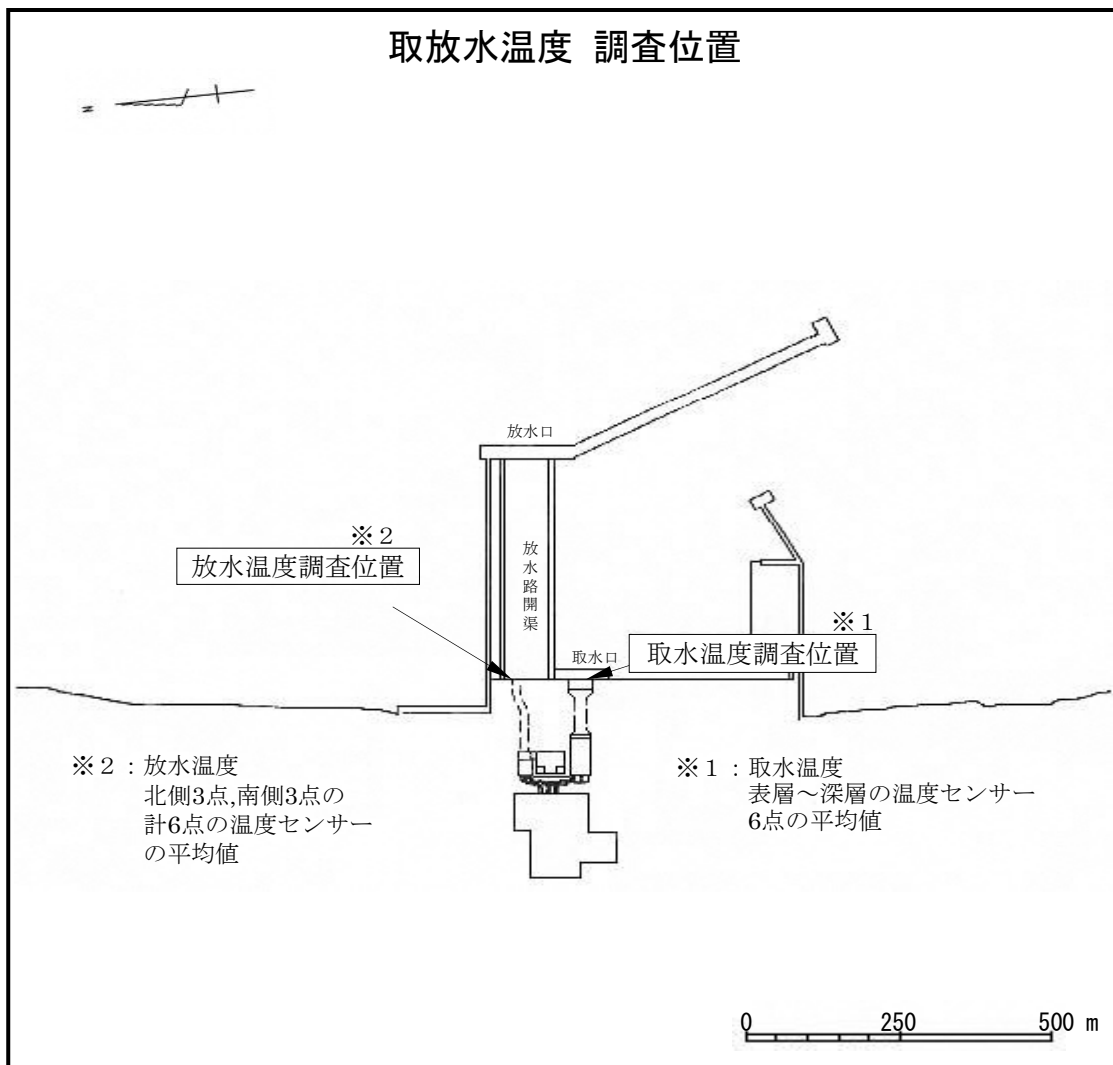 取放水温度 調査位置
N
放水口
※２
放水温度調査位置
放水路開渠
※１
取水口
取水温度調査位置
※２：放水温度
北側3点,南側3点の
計6点の温度センサー
の平均値
※１：取水温度
表層～深層の温度センサー
6点の平均値
0 250 500 m